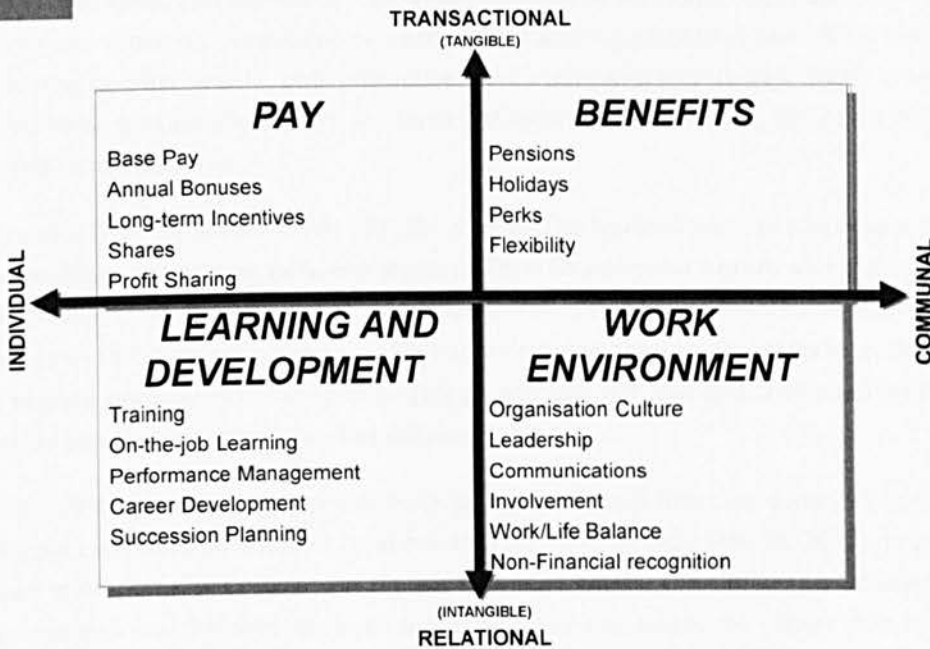 TRANSACTIONAL
(TANGIBLE)
PAY
Base Pay
Annual Bonuses
Long-term Incentives
Shares
Profit Sharing
BENEFITS
Pensions
Holidays
Perks
Flexibility
INDIVIDUAL
COMMUNAL
LEARNING AND
DEVELOPMENT
Training
On-the-job Learning
Performance Management
Career Development
Succession Planning
WORK
ENVIRONMENT
Organisation Culture
Leadership
Communications
Involvement
Work/Life Balance
Non-Financial recognition
(INTANGIBLE)
RELATIONAL